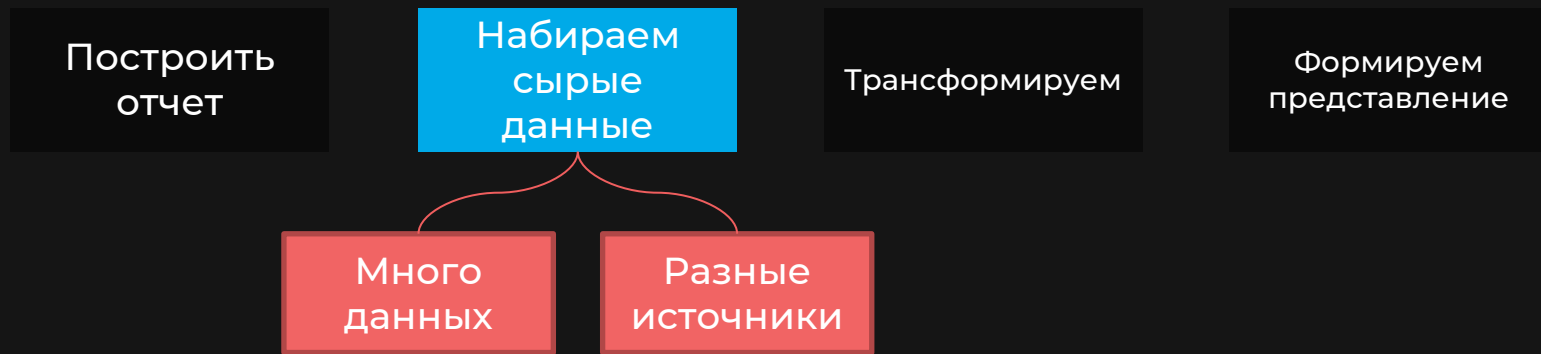 Построить
отчет
Набираем
сырые
данные
Трансформируем
Формируем
представление
Много
данных
Разные
источники